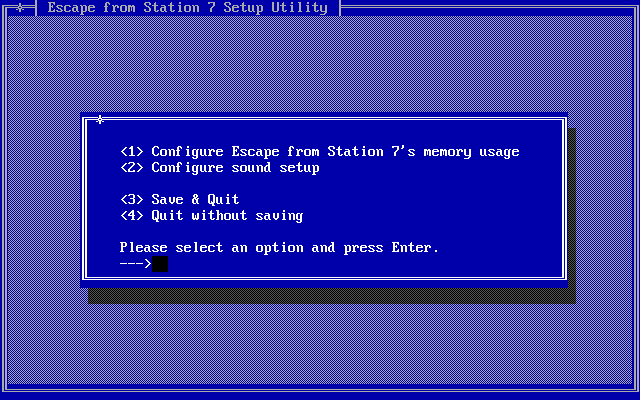 Escape from Station 7 Setup Utility
<1> Configure Escape from Station 7's memory usage
<2> Configure sound setup
<3> Save & Quit
<4> Quit without saving
Please select an option and press Enter.
--->